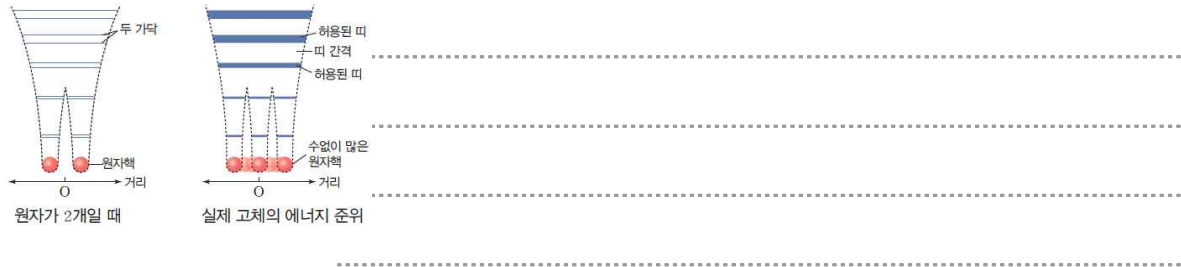 두 가닥
원자핵
거리
O
원자가 2개일 때
허용된 띠
띠 간격
허용된 띠
수없이 많은
원자핵
거리
O
실제 고체의 에너지 준위